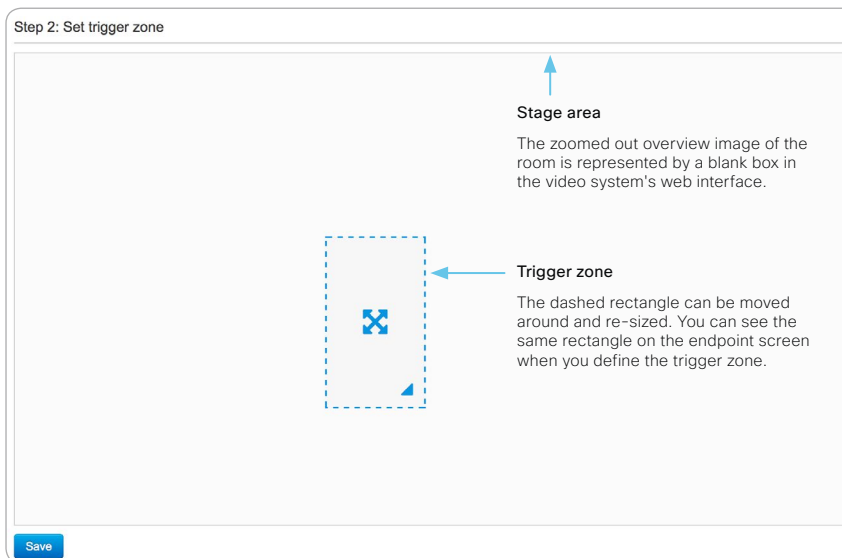 Step 2: Set trigger zone
Stage area
The zoomed out overview image of the
room is represented by a blank box in
the video system's web interface.
Trigger zone
The dashed rectangle can be moved
around and re-sized. You can see the
same rectangle on the endpoint screen
when you define the trigger zone.
Save